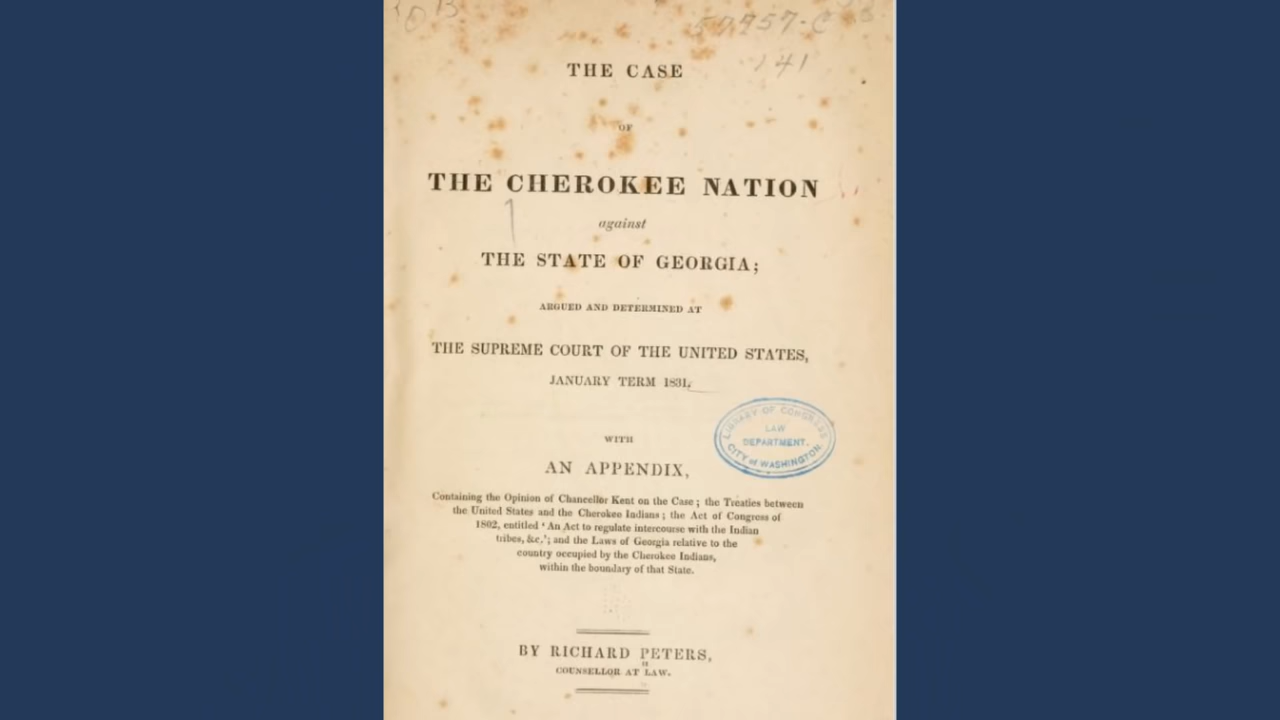 57957-C
141
THE CASE
OF
THE CHEROKEE NATION
against
THE STATE OF GEORGIA;
ARGUED AND DETERMINED AT
THE SUPREME COURT OF THE UNITED STATES,
JANUARY TERM 1831.
LIBRARY OF CONGRESS
LAW
DEPARTMENT.
CITY of WASHINGTON.
WITH
AN APPENDIX,
Containing the Opinion of Chancellor Kent on the Case; the Treaties between
the United States and the Cherokee Indians; the Act of Congress of
1802, entitled ‘An Act to regulate intercourse with the Indian
tribes, &c.’; and the Laws of Georgia relative to the
country occupied by the Cherokee Indians,
within the boundary of that State.
BY RICHARD PETERS,
COUNSELLOR AT LAW.